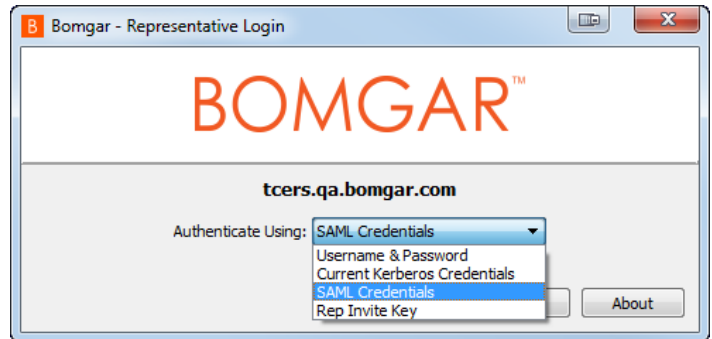 B Bomgar - Representative Login
BOMGAR™
tcers.qa.bomgar.com
Authenticate Using: SAML Credentials
Username & Password
Current Kerberos Credentials
SAML Credentials
Rep Invite Key
About